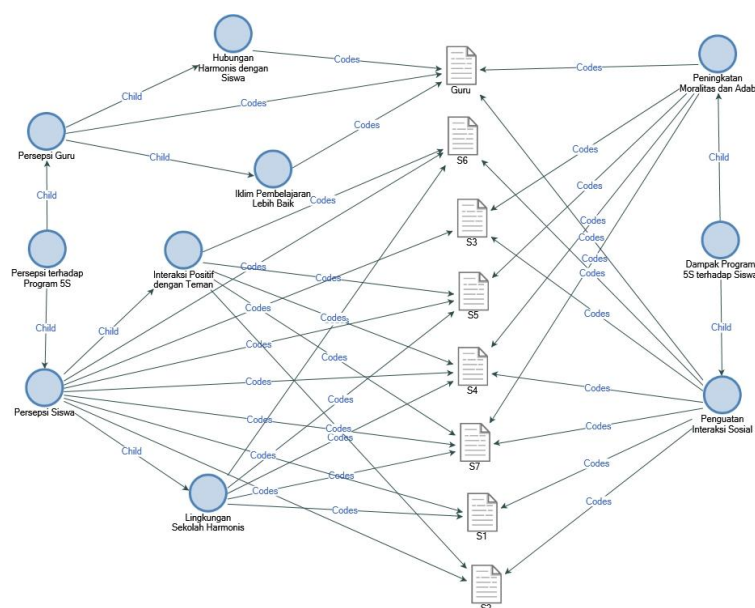 Hubungan
Harmonis dengan
Siswa
Codes
Guru
Codes
Peningkatan
Moralitas dan Adab
Child
Codes
Persepsi Guru
Child
Codes
S6
Codes
Child
Iklim Pembelajaran
Lebih Baik
Codes
Codes
Child
Persepsi terhadap
Program 5S
Interaksi Positif
dengan Teman
Codes
S3
Codes
Codes
Codes
Codes
Dampak Program
5S terhadap Siswa
Codes
Codes
Codes
S5
Codes
Child
Child
Codes
Codes
Codes
Child
Persepsi Siswa
Codes
S4
Codes
Codes
Codes
Codes
Penguatan
Interaksi Sosial
Child
Codes
Codes
S7
Codes
Codes
Codes
Codes
Lingkungan
Sekolah Harmonis
Codes
Codes
S1
Codes
Codes